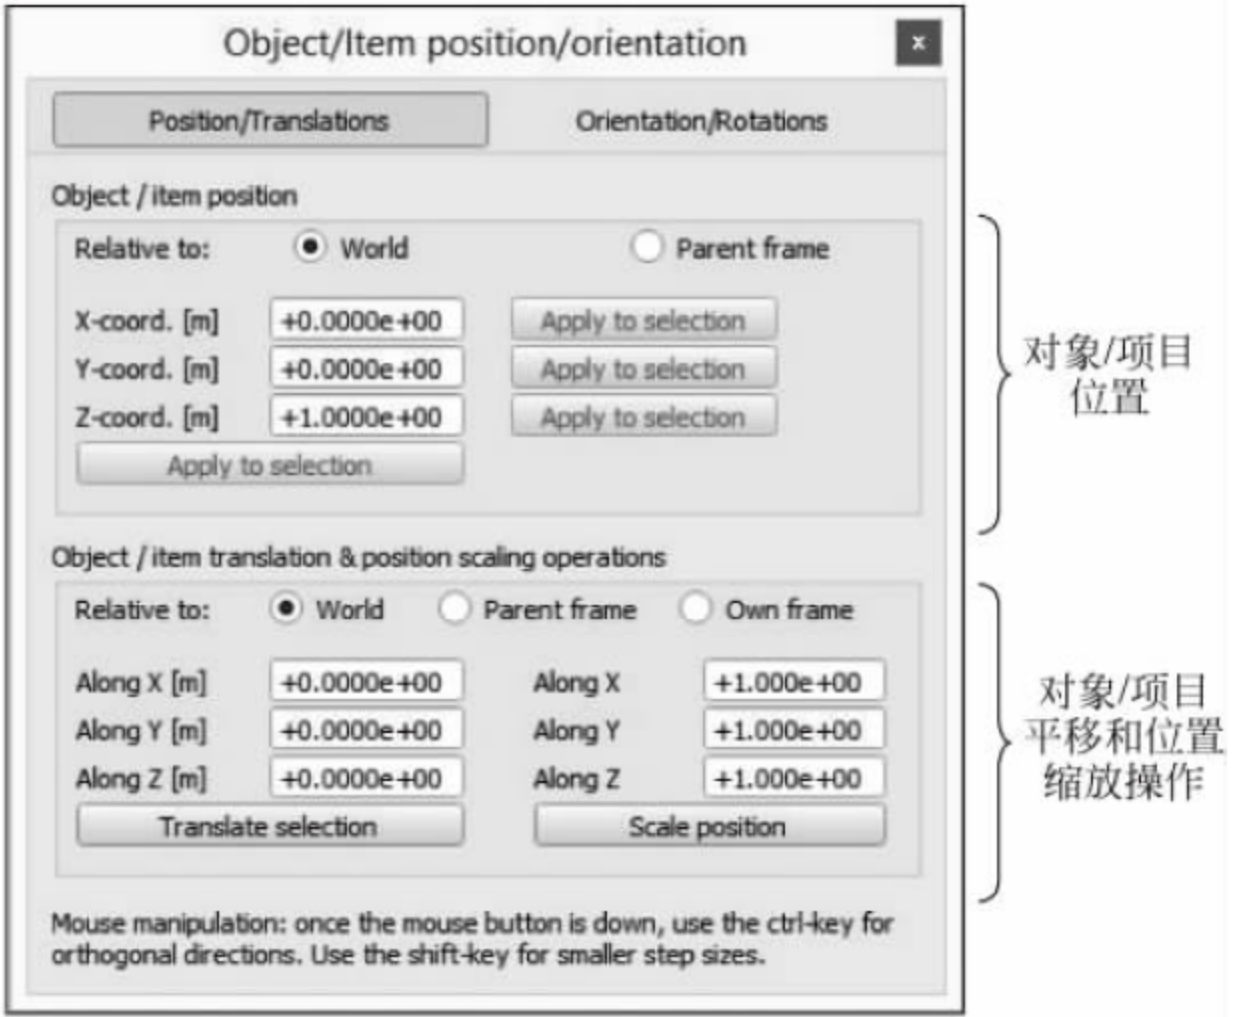 Object/Item position/orientation
x
Position/Translations Orientation/Rotations
Object / item position
Relative to: World Parent frame
X-coord. [m] +0.0000e+00 Apply to selection
Y-coord. [m] +0.0000e+00 Apply to selection
Z-coord. [m] +1.0000e+00 Apply to selection
Apply to selection
对象/项目
位置
Object / item translation & position scaling operations
Relative to: World Parent frame Own frame
Along X [m] +0.0000e+00 Along X +1.000e+00
Along Y [m] +0.0000e+00 Along Y +1.000e+00
Along Z [m] +0.0000e+00 Along Z +1.000e+00
Translate selection Scale position
对象/项目
平移和位置
缩放操作
Mouse manipulation: once the mouse button is down, use the ctrl-key for
orthogonal directions. Use the shift-key for smaller step sizes.